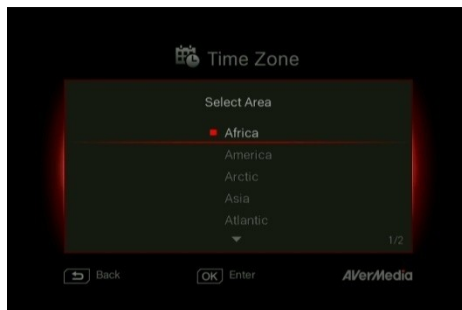 Time Zone
Select Area
Africa
America
Arctic
Asia
Atlantic
1/2
Back
OK Enter
AVerMedia